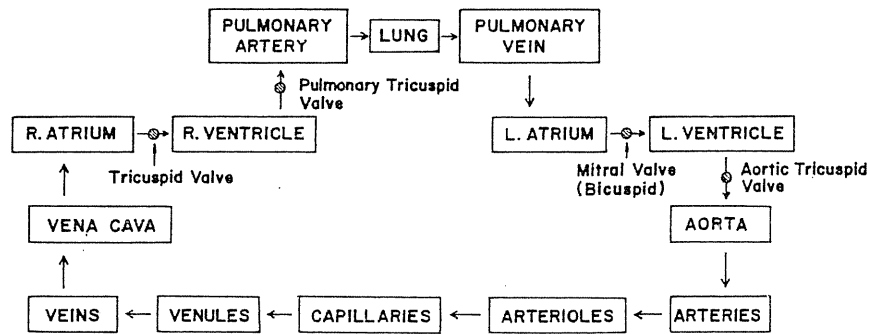 PULMONARY
ARTERY
LUNG
PULMONARY
VEIN
Pulmonary Tricuspid
Valve
R. ATRIUM
R. VENTRICLE
L. ATRIUM
L. VENTRICLE
Tricuspid Valve
Mitral Valve
(Bicuspid)
Aortic Tricuspid
Valve
VENA CAVA
AORTA
VEINS
VENULES
CAPILLARIES
ARTERIOLES
ARTERIES